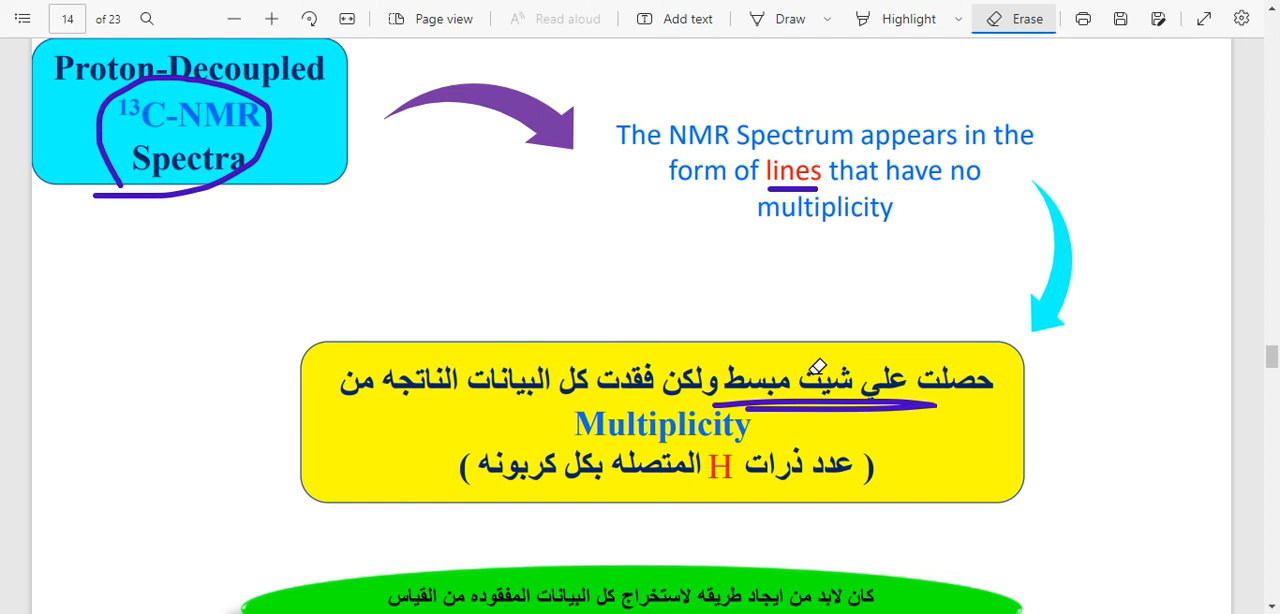 14
of 23
Page view
Read aloud
Add text
Draw
Highlight
Erase
Proton-Decoupled
¹³C-NMR
Spectra
The NMR Spectrum appears in the
form of lines that have no
multiplicity
حصلت علي شيت مبسط ولكن فقدت كل البيانات الناتجه من
Multiplicity
( عدد ذرات H المتصله بكل كربونه )
كان لابد من ايجاد طريقه لاستخراج كل البيانات المفقوده من القياس